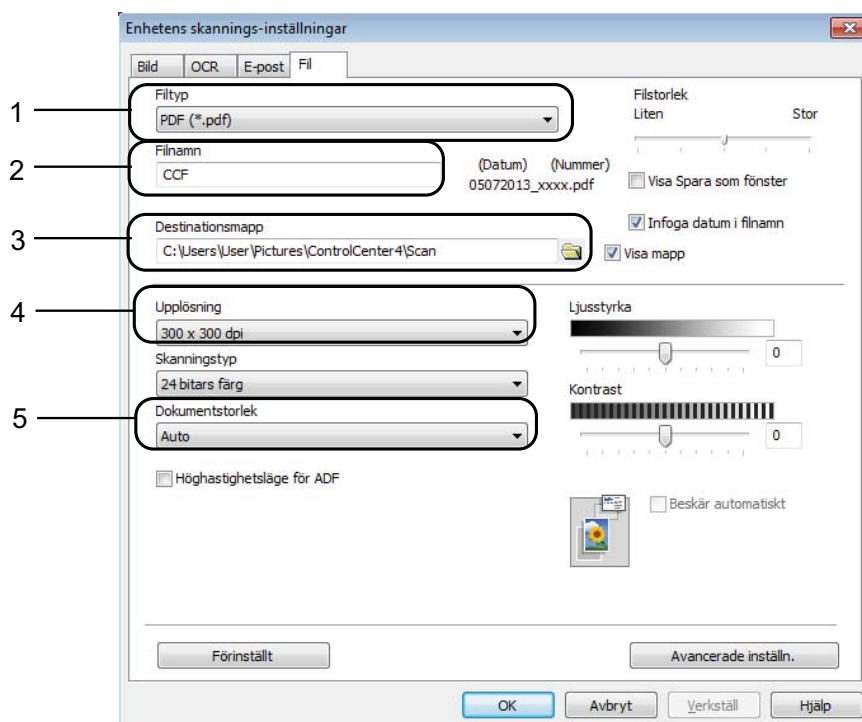 Enhetens skannings-inställningar
Bild OCR E-post Fil
1
Filtyp
PDF (*.pdf)
Filstorlek
Liten Stor
2
Filnamn
CCF
(Datum) (Nummer)
05072013_xxxx.pdf
Visa Spara som fönster
Infoga datum i filnamn
3
Destinationsmapp
C:\Users\User\Pictures\ControlCenter4\Scan
Visa mapp
4
Upplösning
300 x 300 dpi
Skanningstyp
24 bitars färg
5
Dokumentstorlek
Auto
Höghastighetsläge för ADF
Ljusstyrka
0
Kontrast
0
Beskär automatiskt
Förinställt
Avancerade inställn.
OK Avbryt Verkställ Hjälp